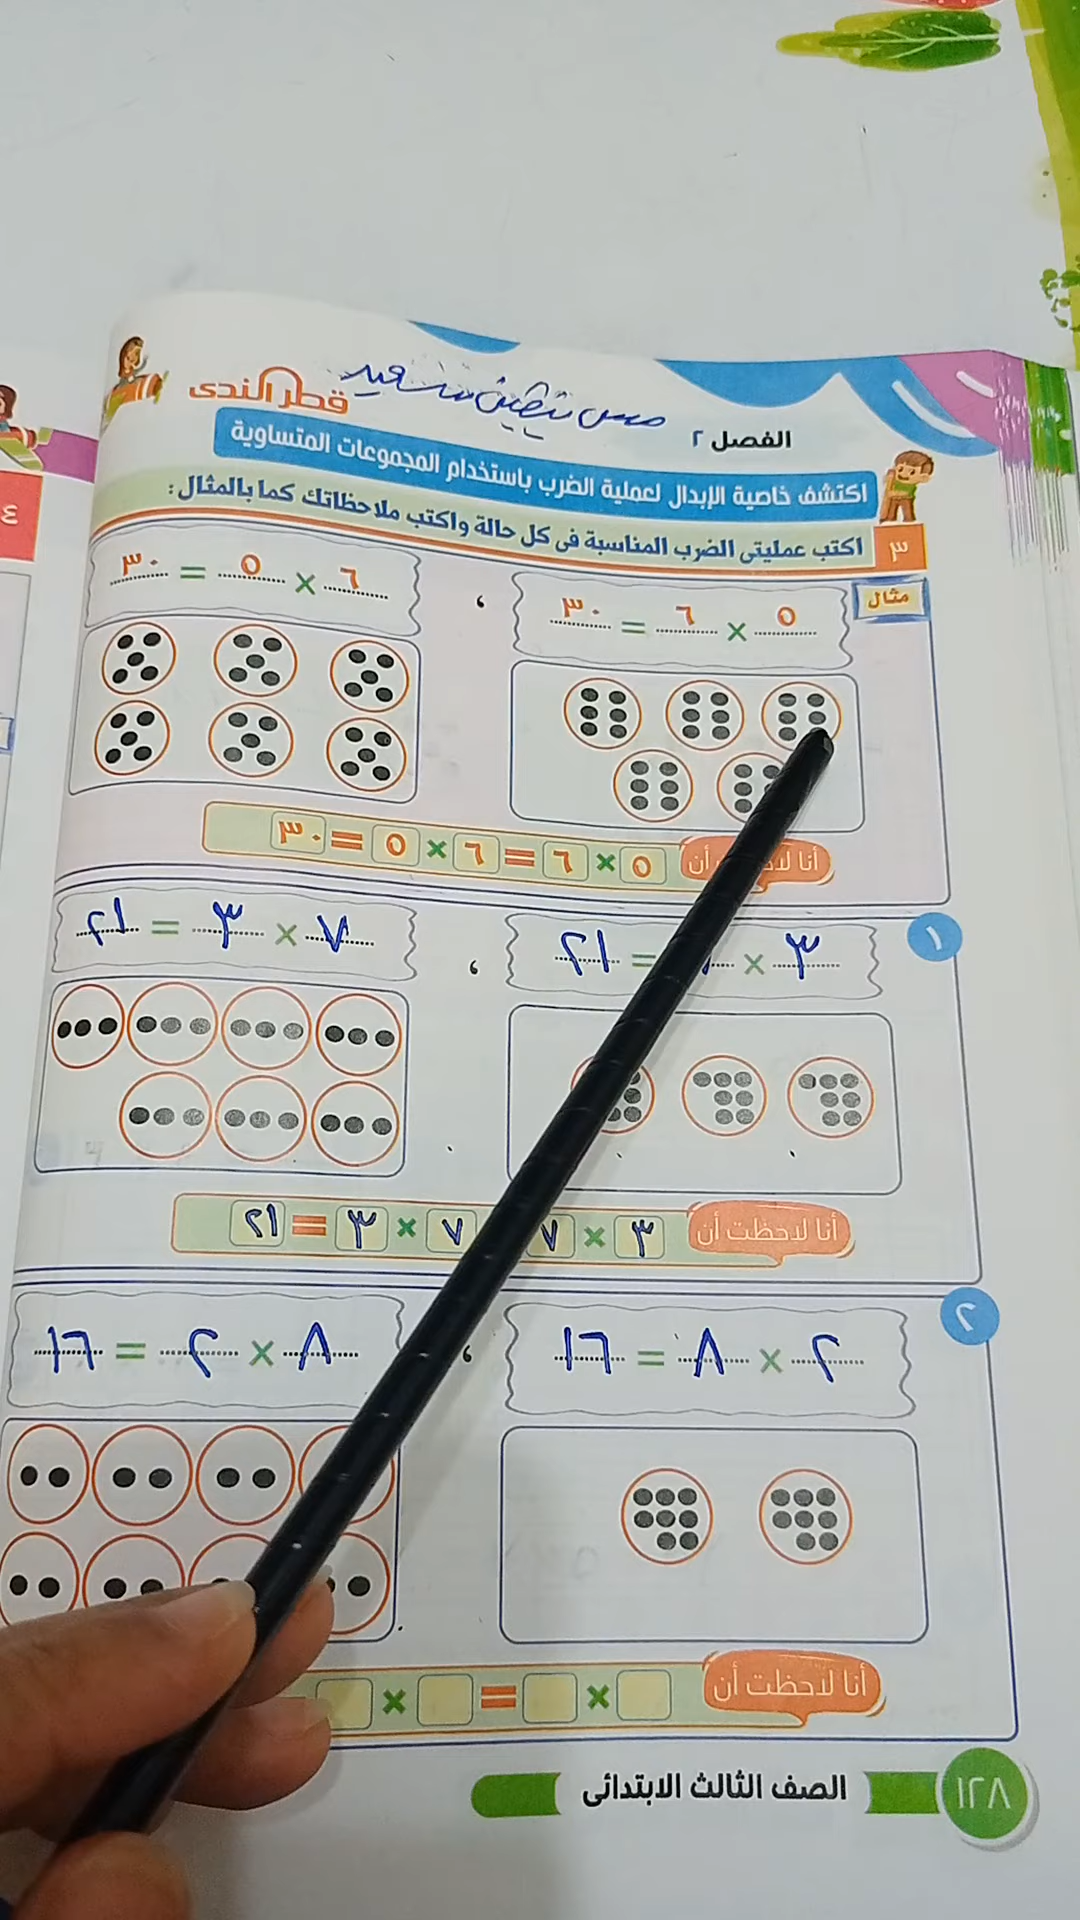 قطر الندى
الفصل ٢
اكتشف خاصية الإبدال لعملية الضرب باستخدام المجموعات المتساوية
٣ اكتب عمليتى الضرب المناسبة فى كل حالة واكتب ملاحظاتك كما بالمثال :
مثال
٥ × ٦ = ٣٠ ، ٦ × ٥ = ٣٠
أنا أن ٥ × ٦ = ٦ × ٥ = ٣٠
١
٣ × = ٢١ ، ٧ × ٣ = ٢١
أنا لاحظت أن ٣ × ٧ ٧ × ٣ = ٢١
٢
٢ × ٨ = ١٦ ، ٨ × ٢ = ١٦
أنا لاحظت أن × = ×
١٢٨ الصف الثالث الابتدائى
٤